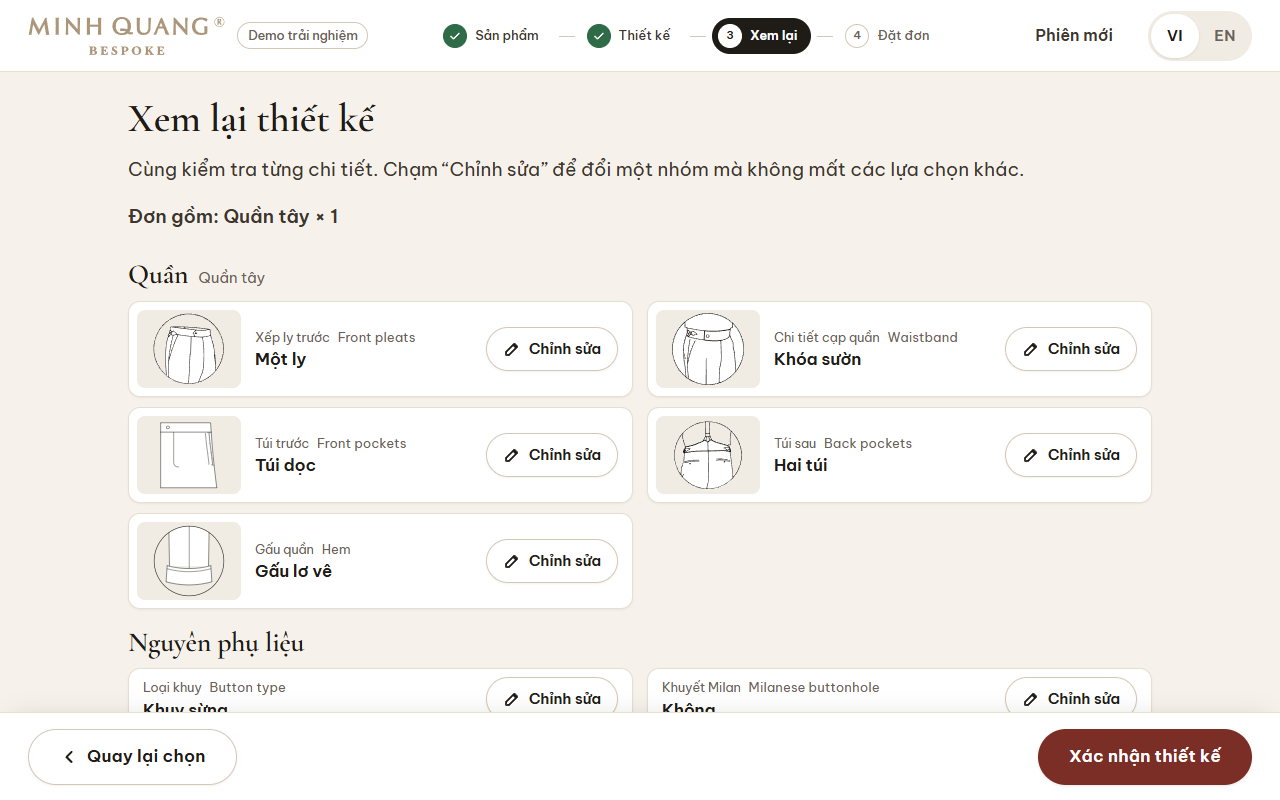 MINH QUANG®
BESPOKE
Demo trải nghiệm
Sản phẩm
Thiết kế
3 Xem lại
4 Đặt đơn
Phiên mới
VI EN
Xem lại thiết kế
Cùng kiểm tra từng chi tiết. Chạm “Chỉnh sửa” để đổi một nhóm mà không mất các lựa chọn khác.
Đơn gồm: Quần tây × 1
Quần Quần tây
Xếp ly trước Front pleats
Một ly
Chỉnh sửa
Chi tiết cạp quần Waistband
Khóa sườn
Chỉnh sửa
Túi trước Front pockets
Túi dọc
Chỉnh sửa
Túi sau Back pockets
Hai túi
Chỉnh sửa
Gấu quần Hem
Gấu lơ vê
Chỉnh sửa
Nguyên phụ liệu
Loại khuy Button type
Khuy sừng
Chỉnh sửa
Khuyết Milan Milanese buttonhole
Không
Chỉnh sửa
Quay lại chọn
Xác nhận thiết kế